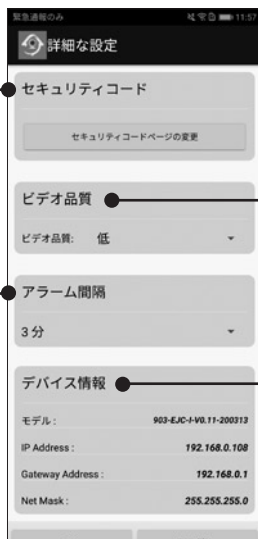 緊急通報のみ 11:57
詳細な設定
セキュリティコード
セキュリティコードページの変更
ビデオ品質
ビデオ品質: 低
アラーム間隔
3 分
デバイス情報
モデル : 903-EJC-I-V0.11-200313
IP Address : 192.168.0.108
Gateway Address : 192.168.0.1
Net Mask : 255.255.255.0